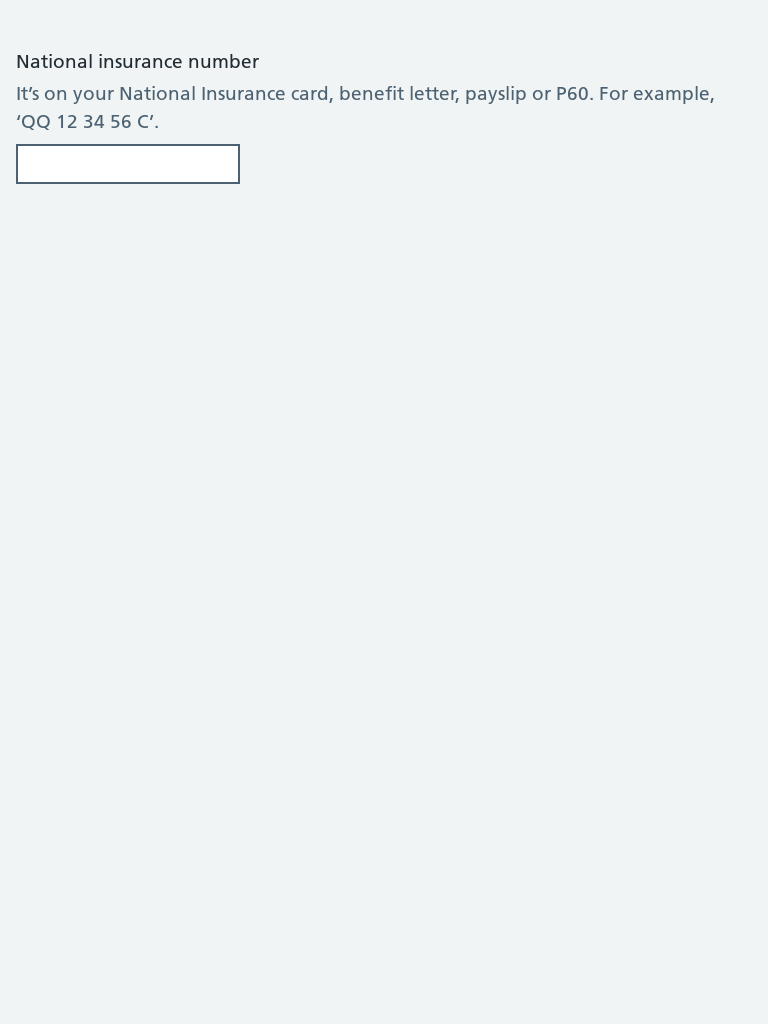 National insurance number
It’s on your National Insurance card, benefit letter, payslip or P60. For example,
‘QQ 12 34 56 C’.